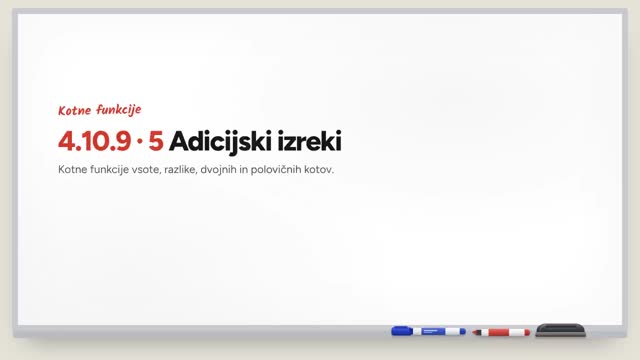 Kotne funkcije
4.10.9 · 5 Adicijski izreki
Kotne funkcije vsote, razlike, dvojnih in polovičnih kotov.